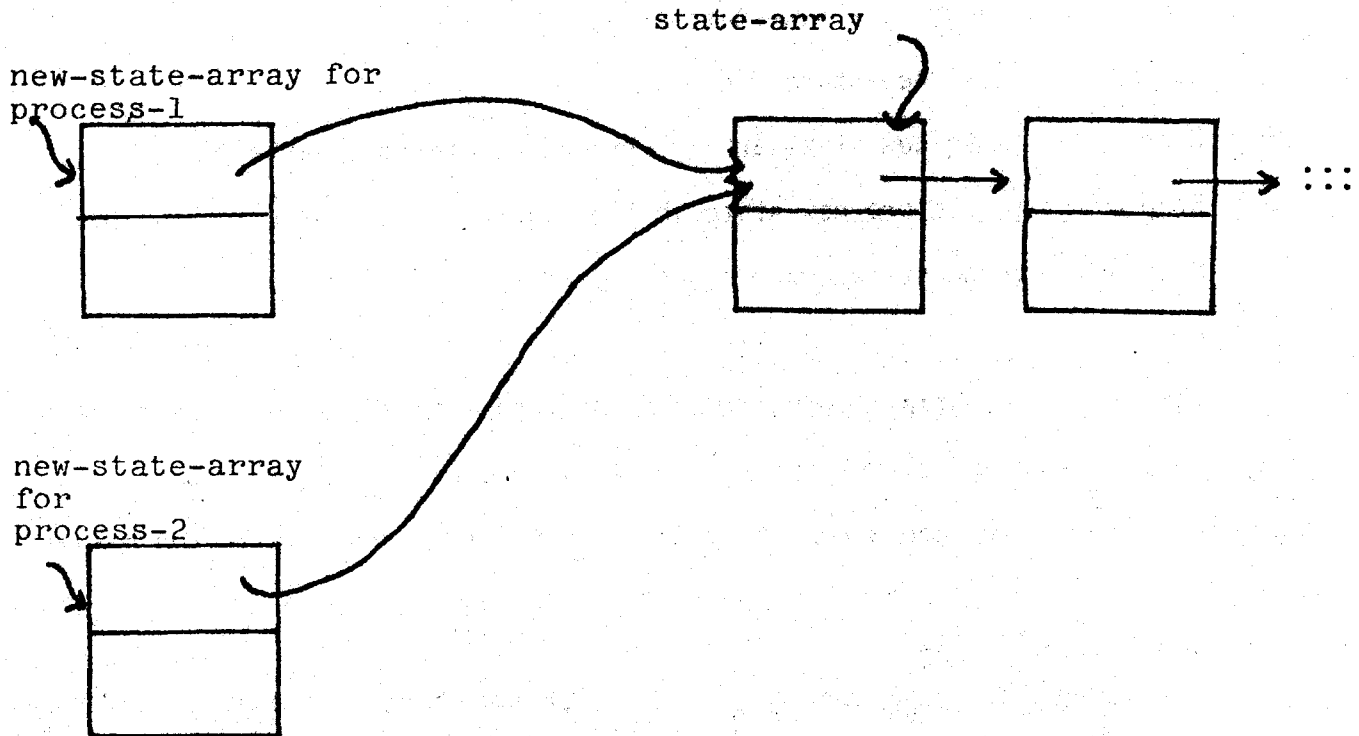 state-array
new-state-array for
process-1
:::
new-state-array
for
process-2